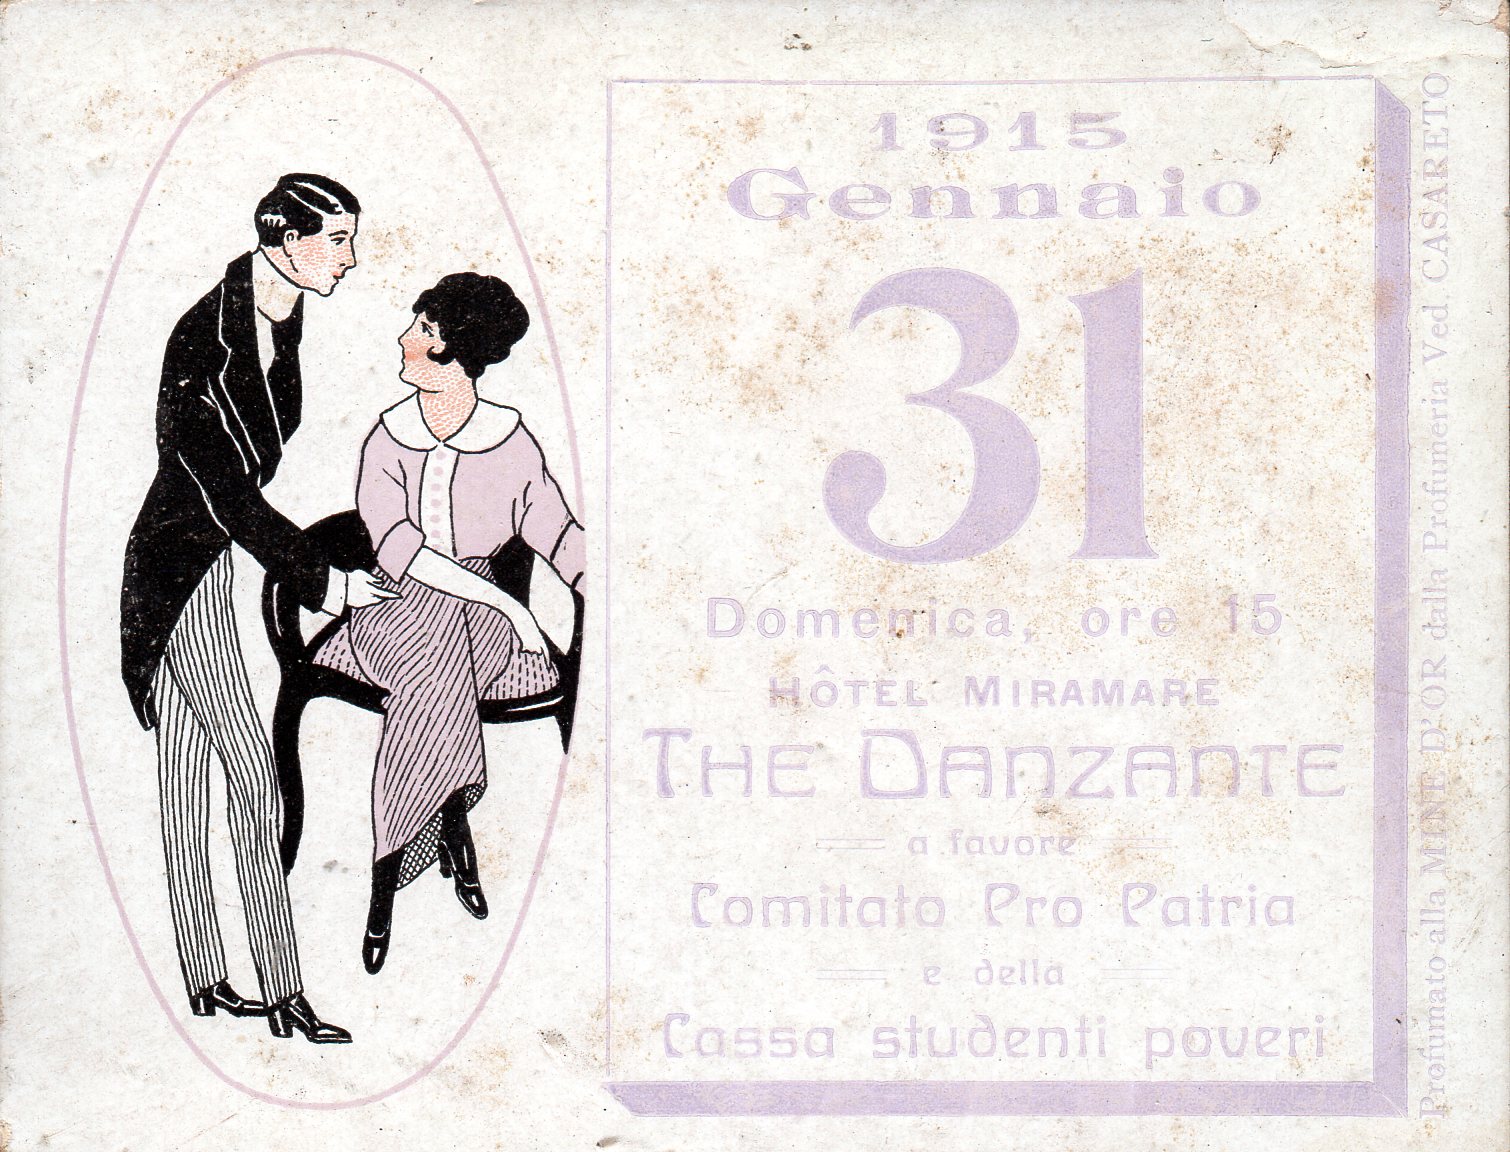 1915
Gennaio
31
Domenica, ore 15
HÔTEL MIRAMARE
THE DANZANTE
a favore
Comitato Pro Patria
e della
Cassa studenti poveri
Profumato alla MINE D'OR dalla Profumeria Ved. CASARETO